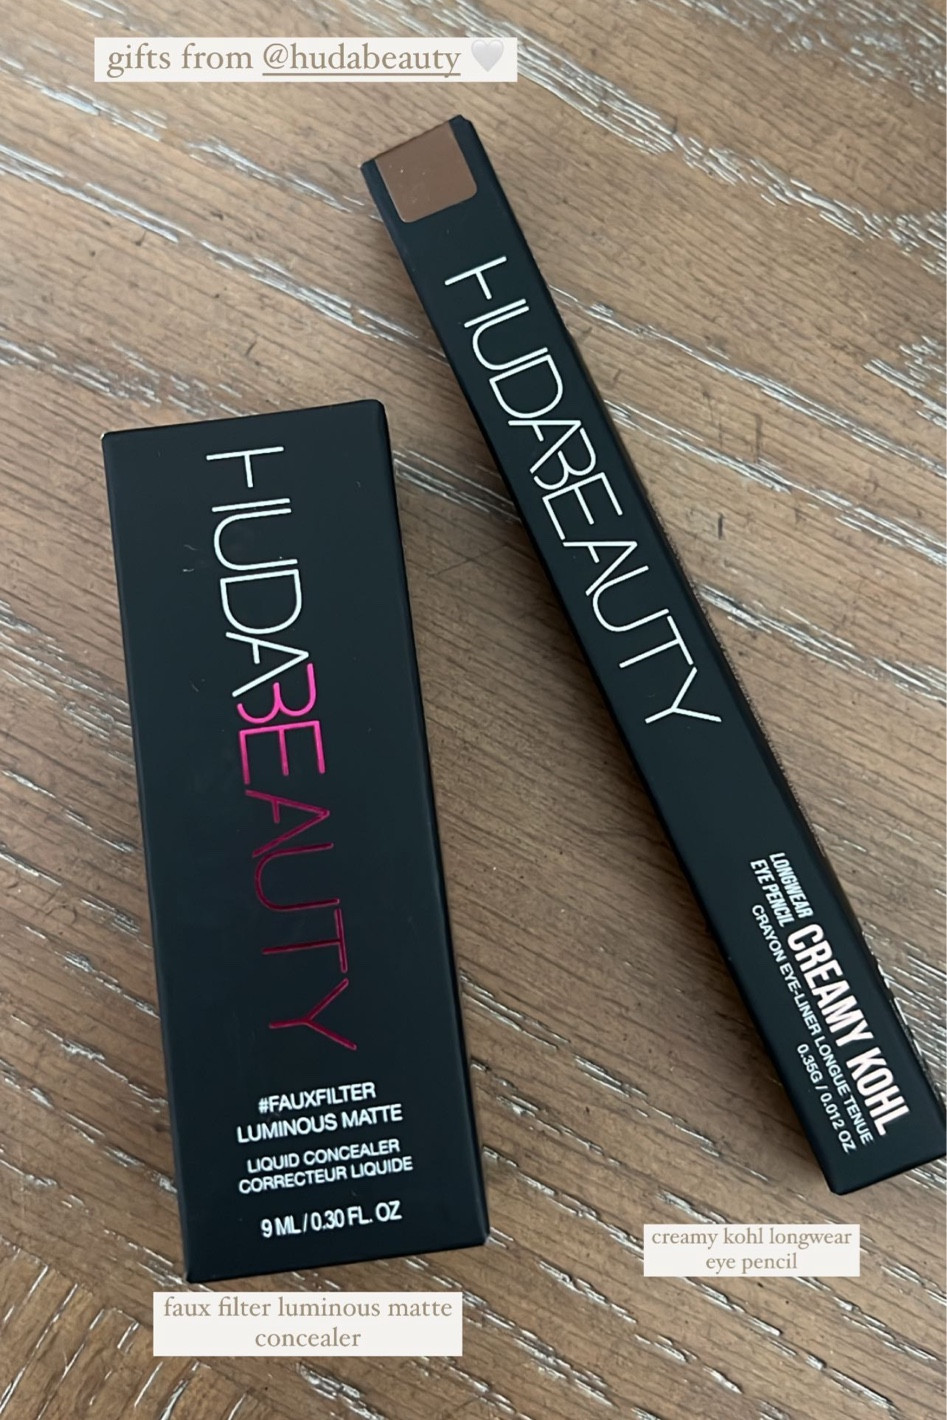 gifts from @hudabeauty 🤍
HUDABEAUTY
LONGWEAR
EYE PENCIL
CREAMY KOHL
CRAYON EYE-LINER LONGUE TENUE
0.35G / 0.012 OZ
HUDABEAUTY
#FAUXFILTER
LUMINOUS MATTE
LIQUID CONCEALER
CORRECTEUR LIQUIDE
9 ML / 0.30 FL. OZ
creamy kohl longwear
eye pencil
faux filter luminous matte
concealer